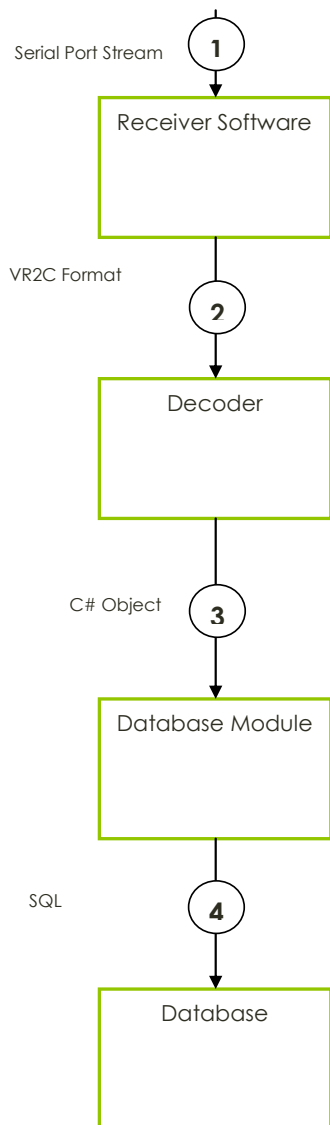 1
Serial Port Stream
Receiver Software
VR2C Format
2
Decoder
C# Object
3
Database Module
SQL
4
Database